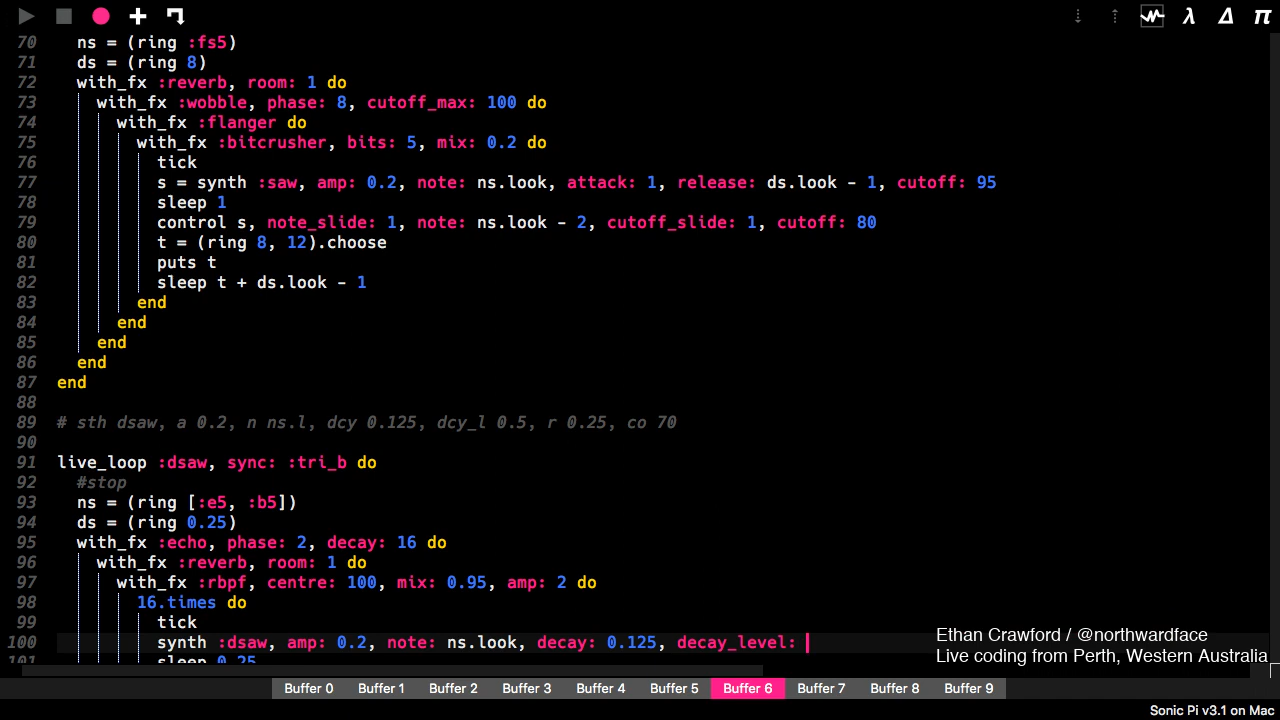 70 ns = (ring :fs5)
71 ds = (ring 8)
72 with_fx :reverb, room: 1 do
73 with_fx :wobble, phase: 8, cutoff_max: 100 do
74 with_fx :flanger do
75 with_fx :bitcrusher, bits: 5, mix: 0.2 do
76 tick
77 s = synth :saw, amp: 0.2, note: ns.look, attack: 1, release: ds.look - 1, cutoff: 95
78 sleep 1
79 control s, note_slide: 1, note: ns.look - 2, cutoff_slide: 1, cutoff: 80
80 t = (ring 8, 12).choose
81 puts t
82 sleep t + ds.look - 1
83 end
84 end
85 end
86 end
87 end
88
89 # sth dsaw, a 0.2, n ns.l, dcy 0.125, dcy_l 0.5, r 0.25, co 70
90
91 live_loop :dsaw, sync: :tri_b do
92 #stop
93 ns = (ring [:e5, :b5])
94 ds = (ring 0.25)
95 with_fx :echo, phase: 2, decay: 16 do
96 with_fx :reverb, room: 1 do
97 with_fx :rbpf, centre: 100, mix: 0.95, amp: 2 do
98 16.times do
99 tick
100 synth :dsaw, amp: 0.2, note: ns.look, decay: 0.125, decay_level:
101 sleep 0.25
Ethan Crawford / @northwardface
Live coding from Perth, Western Australia
Buffer 0 Buffer 1 Buffer 2 Buffer 3 Buffer 4 Buffer 5 Buffer 6 Buffer 7 Buffer 8 Buffer 9
Sonic Pi v3.1 on Mac